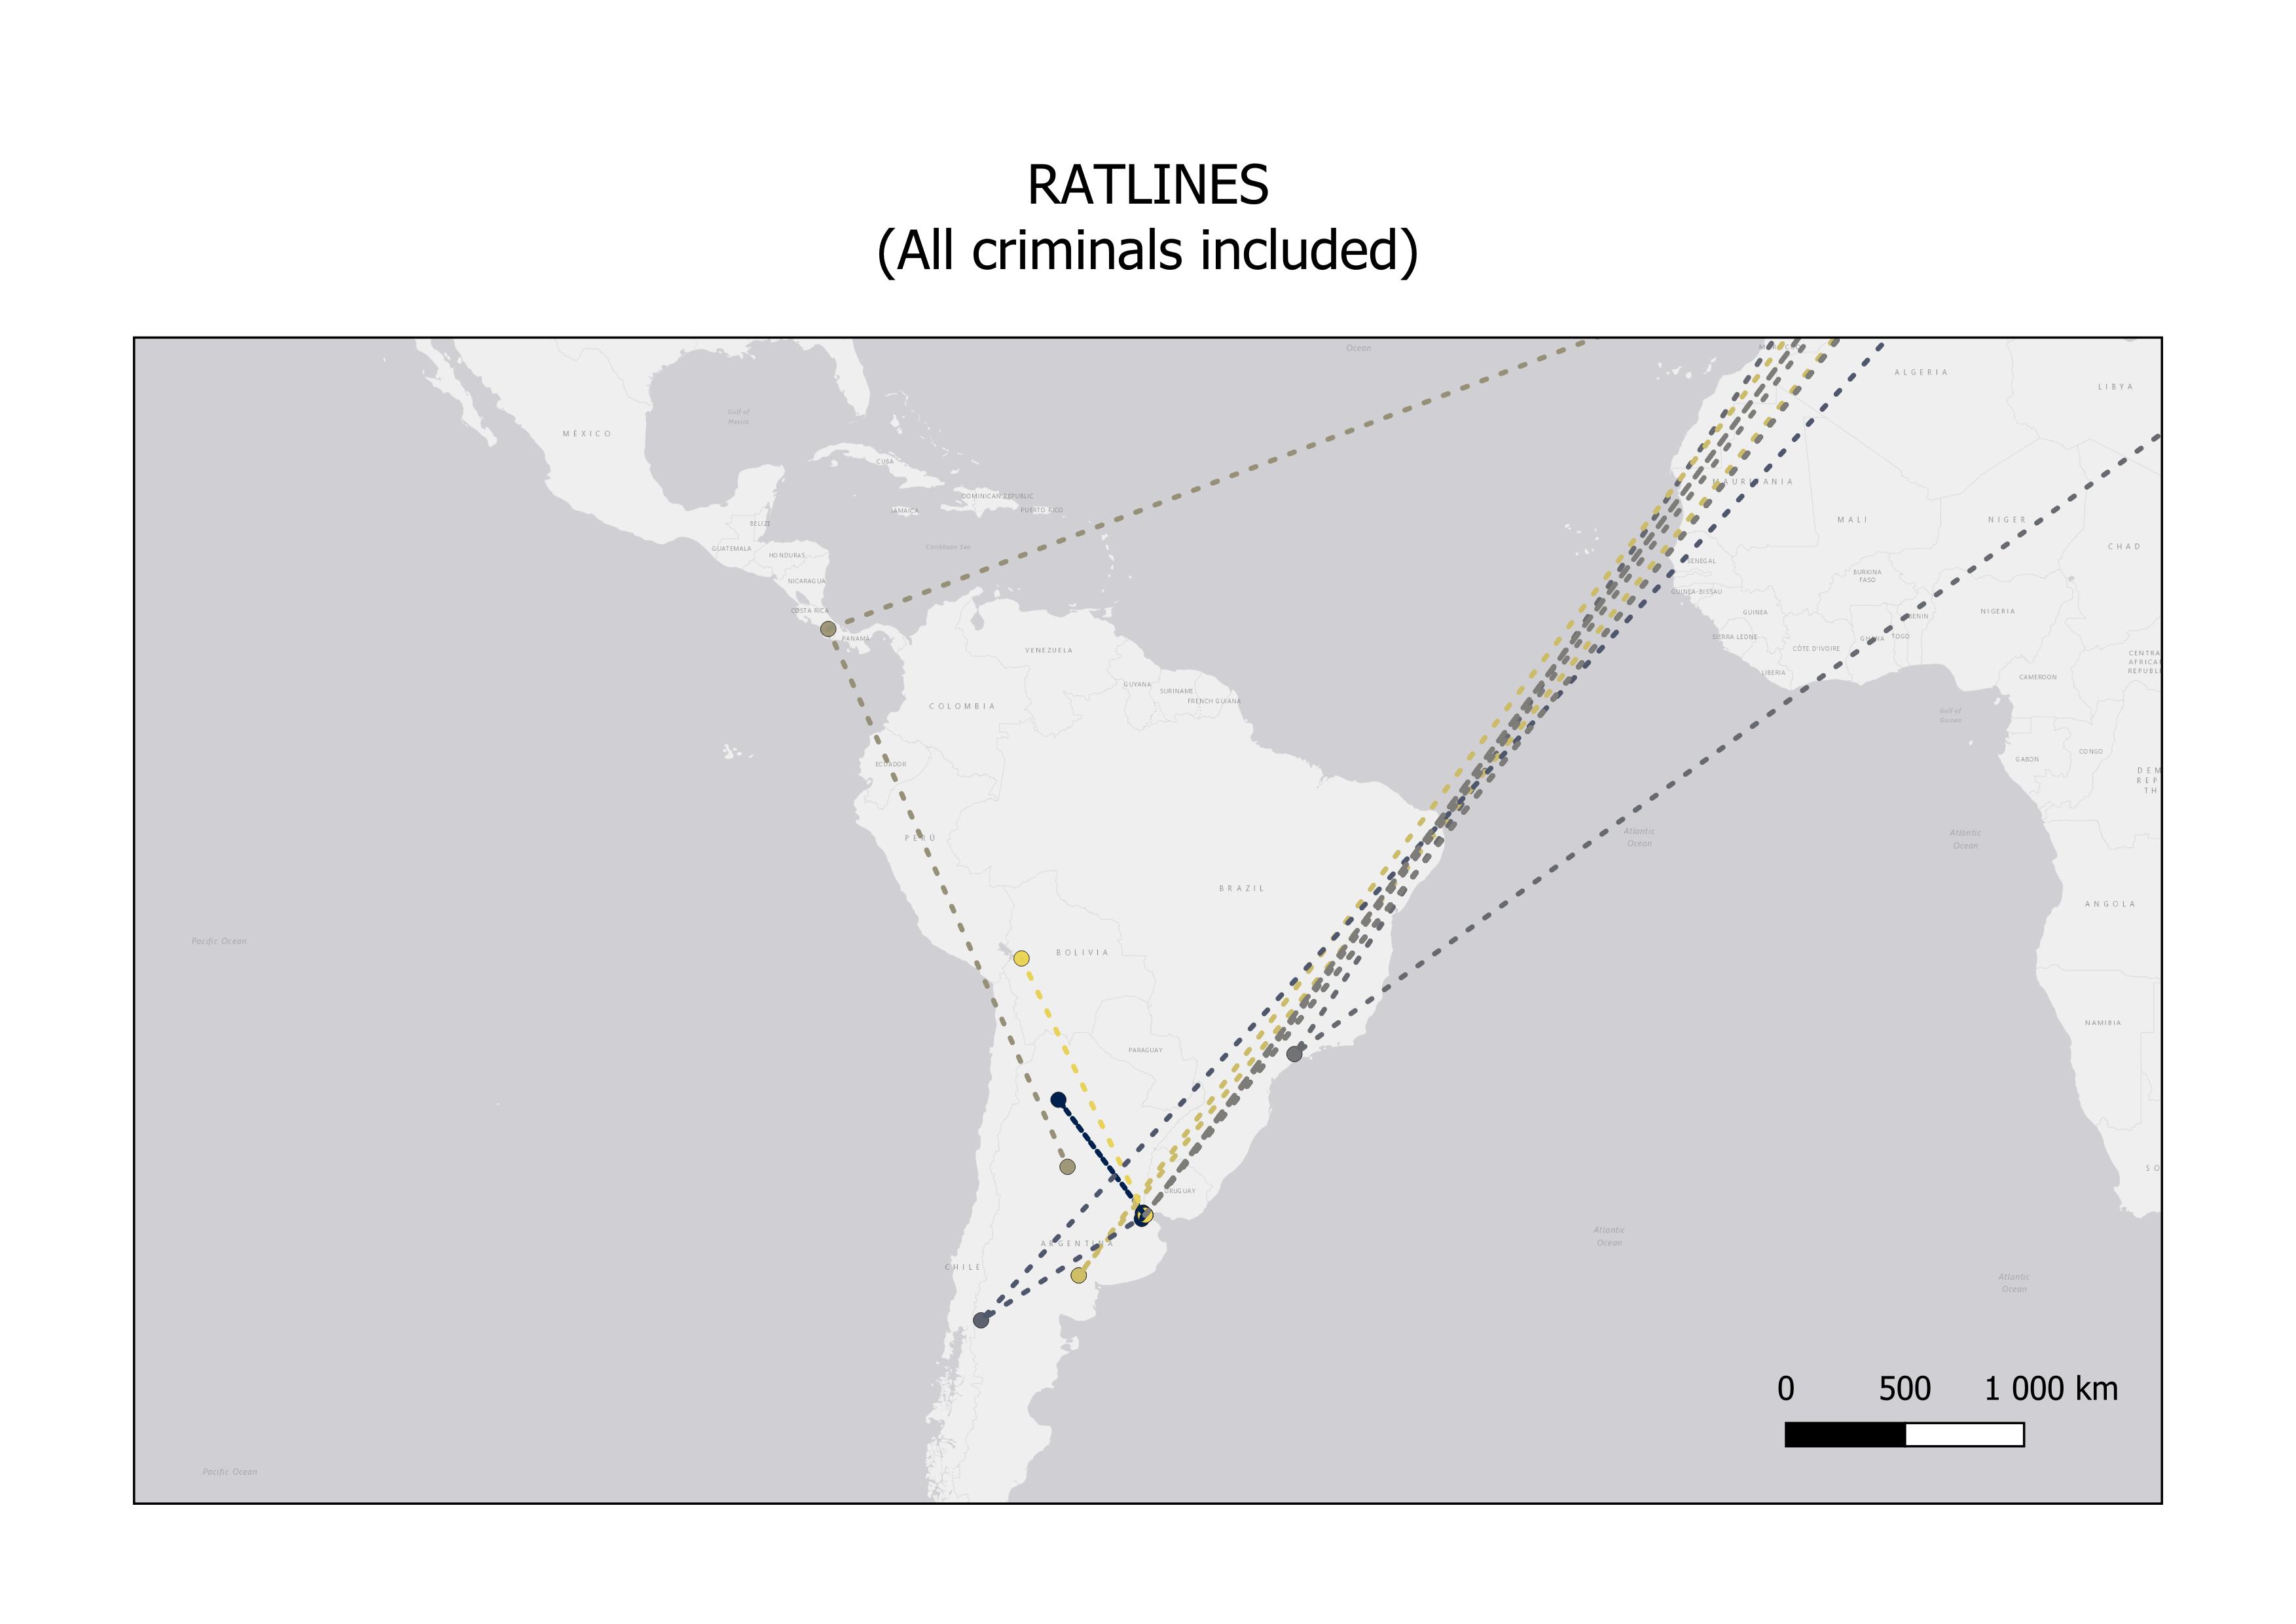 RATLINES
(All criminals included)
Ocean
MÉXICO
Gulf of
Mexico
CUBA
DOMINICAN REPUBLIC
JAMAICA
PUERTO RICO
BELIZE
GUATEMALA
HONDURAS
Caribbean Sea
NICARAGUA
COSTA RICA
PANAMÁ
VENEZUELA
GUYANA
SURINAME
FRENCH GUIANA
COLOMBIA
ECUADOR
PERÚ
BRAZIL
BOLIVIA
PARAGUAY
URUGUAY
ARGENTINA
CHILE
Pacific Ocean
Pacific Ocean
ALGERIA
LIBYA
MAURITANIA
MALI
NIGER
CHAD
SENEGAL
GUINEA-BISSAU
BURKINA
FASO
GUINEA
BENIN
NIGERIA
SIERRA LEONE
GHANA
TOGO
CÔTE D'IVOIRE
LIBERIA
CENTRA
AFRICA
REPUBL
CAMEROON
Gulf of
Guinea
CONGO
GABON
DEM
REP
TH
Atlantic
Ocean
Atlantic
Ocean
ANGOLA
NAMIBIA
SO
Atlantic
Ocean
Atlantic
Ocean
0 500 1 000 km